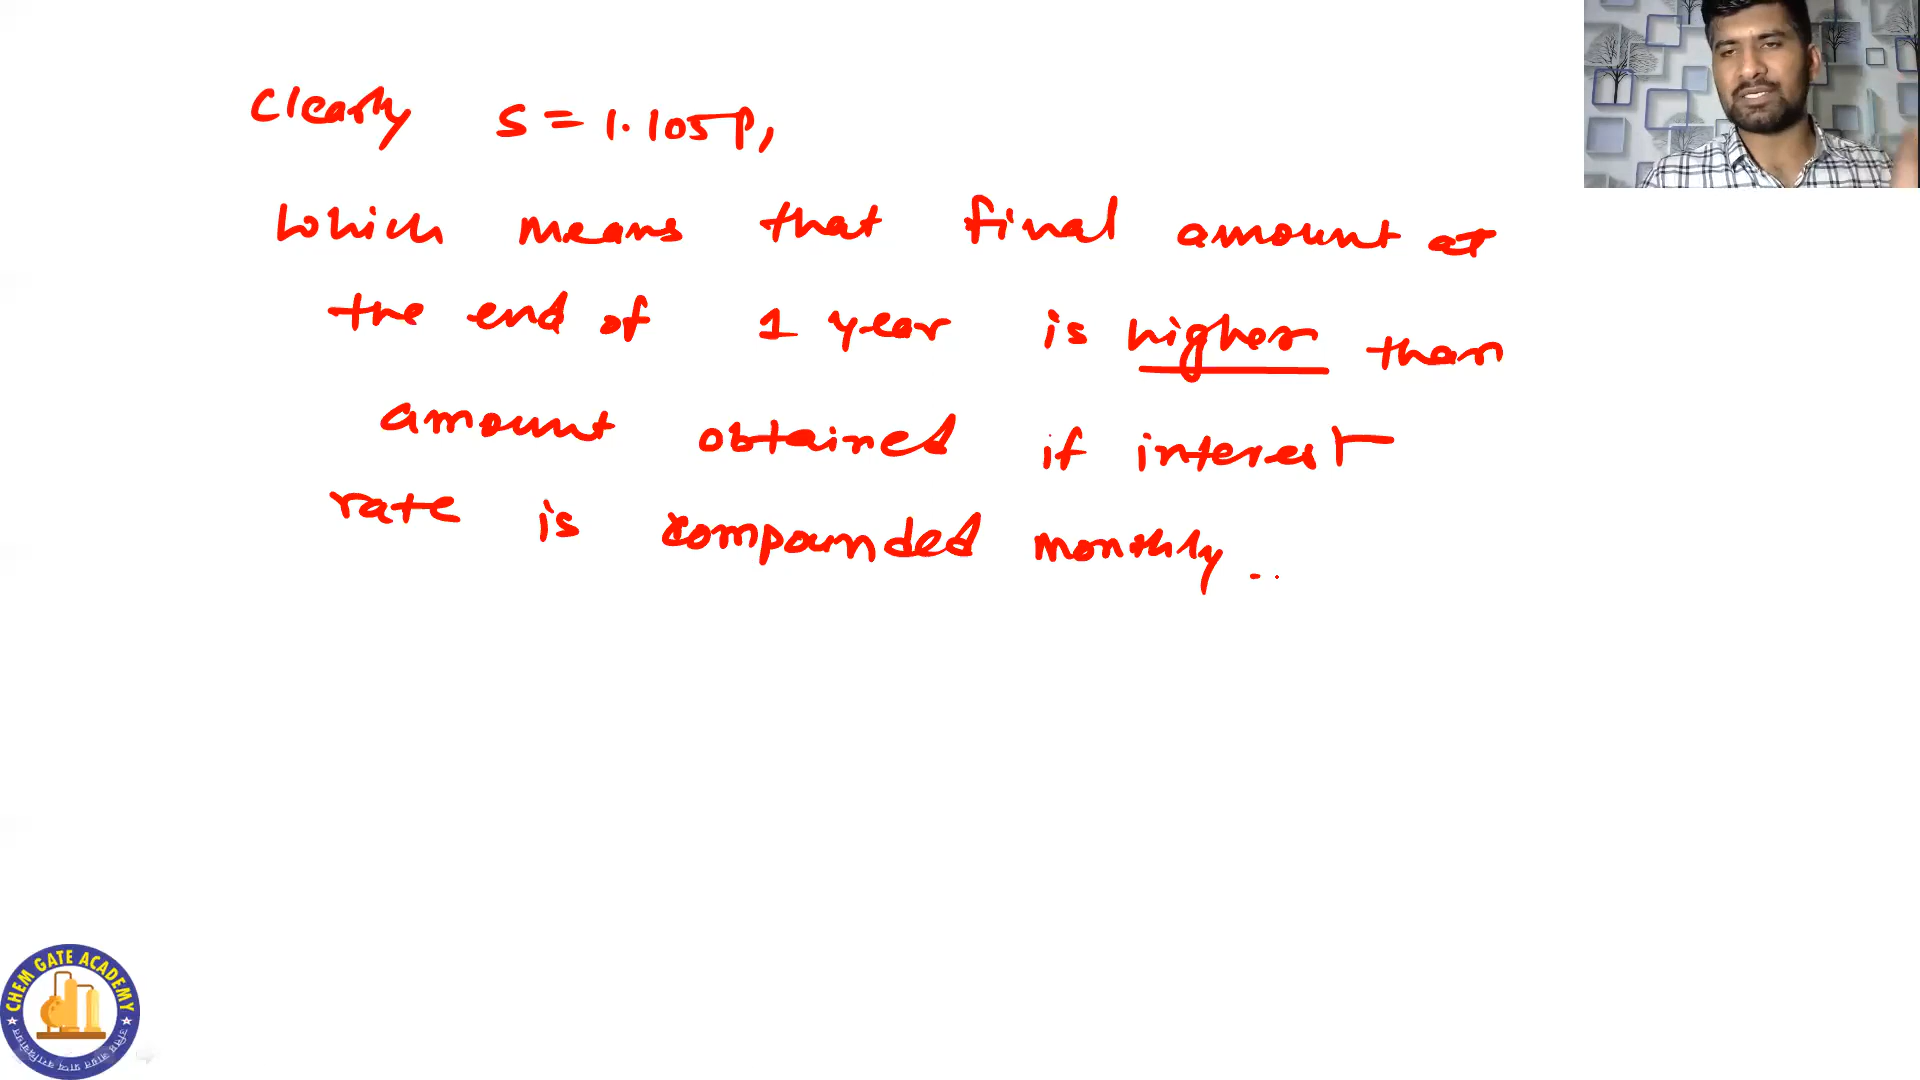 Clearly S = 1.105P,
Which means that final amount at
the end of 1 year is higher than
amount obtained if interest
rate is compounded monthly ..
CHEM GATE ACADEMY